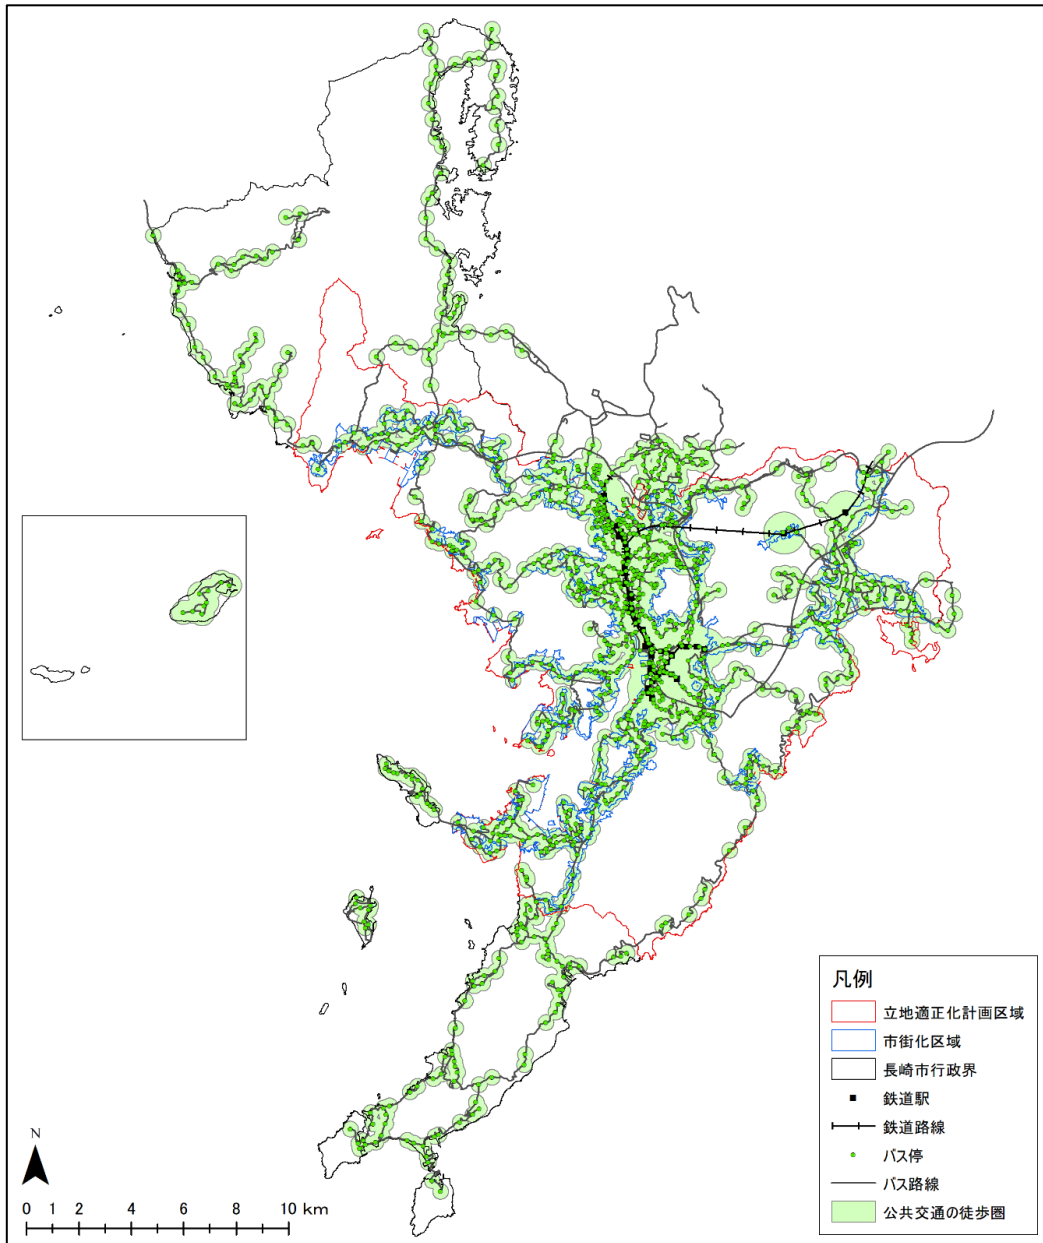 凡例
立地適正化計画区域
市街化区域
長崎市行政界
鉄道駅
鉄道路線
バス停
バス路線
公共交通の徒歩圏
N
0 1 2 4 6 8 10 km